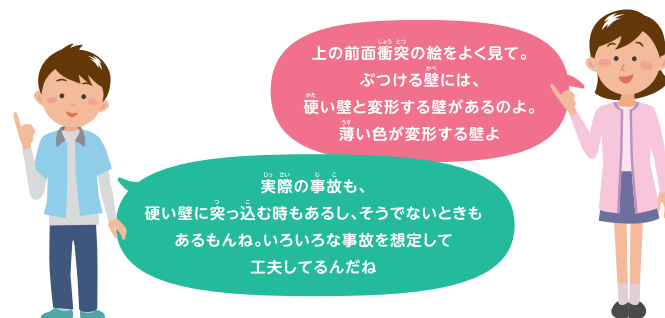 上の前面衝突の絵をよく見て。
ぶつける壁には、
硬い壁と変形する壁があるのよ。
薄い色が変形する壁よ
実際の事故も、
硬い壁に突っ込む時もあるし、そうでないときも
あるもんね。いろいろな事故を想定して
工夫してるんだね